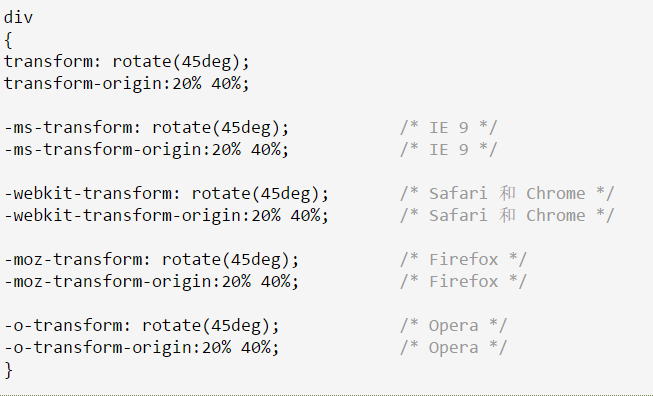 div
{
transform: rotate(45deg);
transform-origin:20% 40%;
-ms-transform: rotate(45deg); /* IE 9 */
-ms-transform-origin:20% 40%; /* IE 9 */
-webkit-transform: rotate(45deg); /* Safari 和 Chrome */
-webkit-transform-origin:20% 40%; /* Safari 和 Chrome */
-moz-transform: rotate(45deg); /* Firefox */
-moz-transform-origin:20% 40%; /* Firefox */
-o-transform: rotate(45deg); /* Opera */
-o-transform-origin:20% 40%; /* Opera */
}